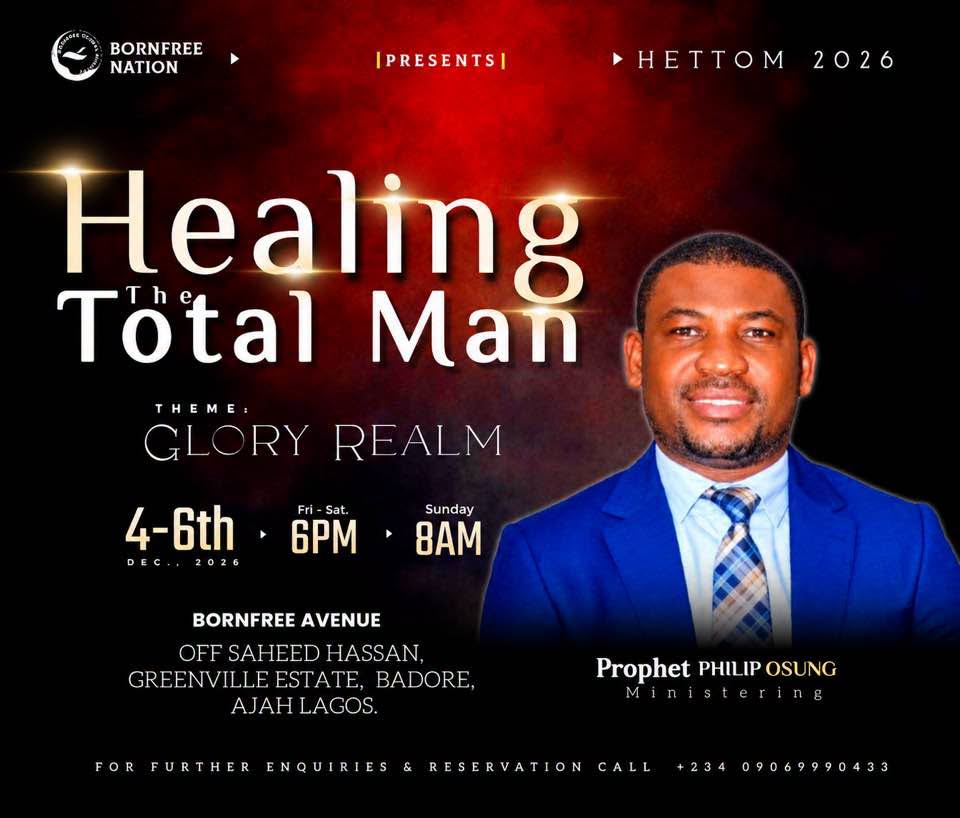 BORNFREE
NATION
|PRESENTS|
HETTOM 2026
Healing
The
Total Man
THEME:
GLORY REALM
4-6th
DEC., 2026
Fri - Sat.
6PM
Sunday
8AM
BORNFREE AVENUE
OFF SAHEED HASSAN,
GREENVILLE ESTATE, BADORE,
AJAH LAGOS.
Prophet PHILIP OSUNG
Ministering
FOR FURTHER ENQUIRIES & RESERVATION CALL +234 09069990433